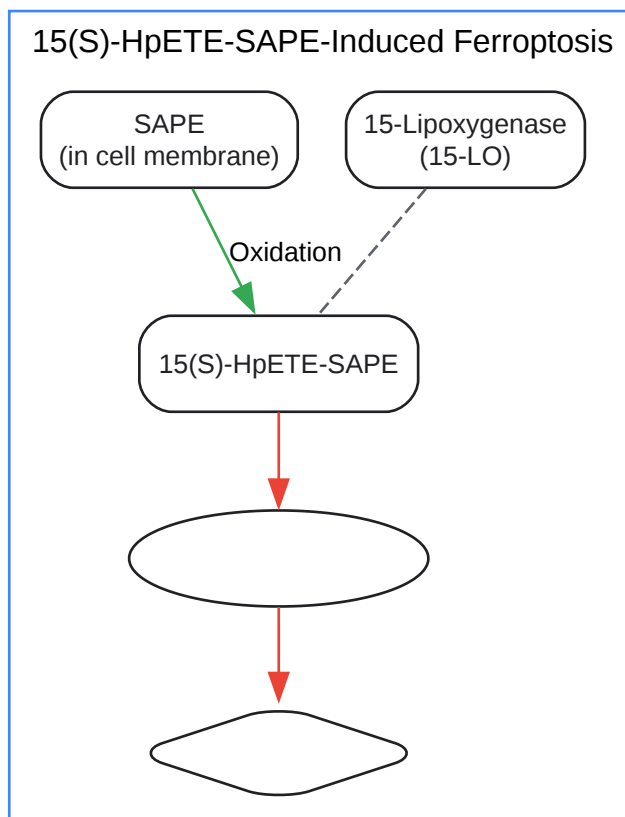 15(S)-HpETE-SAPE-Induced Ferroptosis
SAPE
(in cell membrane)
15-Lipoxygenase
(15-LO)
Oxidation
15(S)-HpETE-SAPE